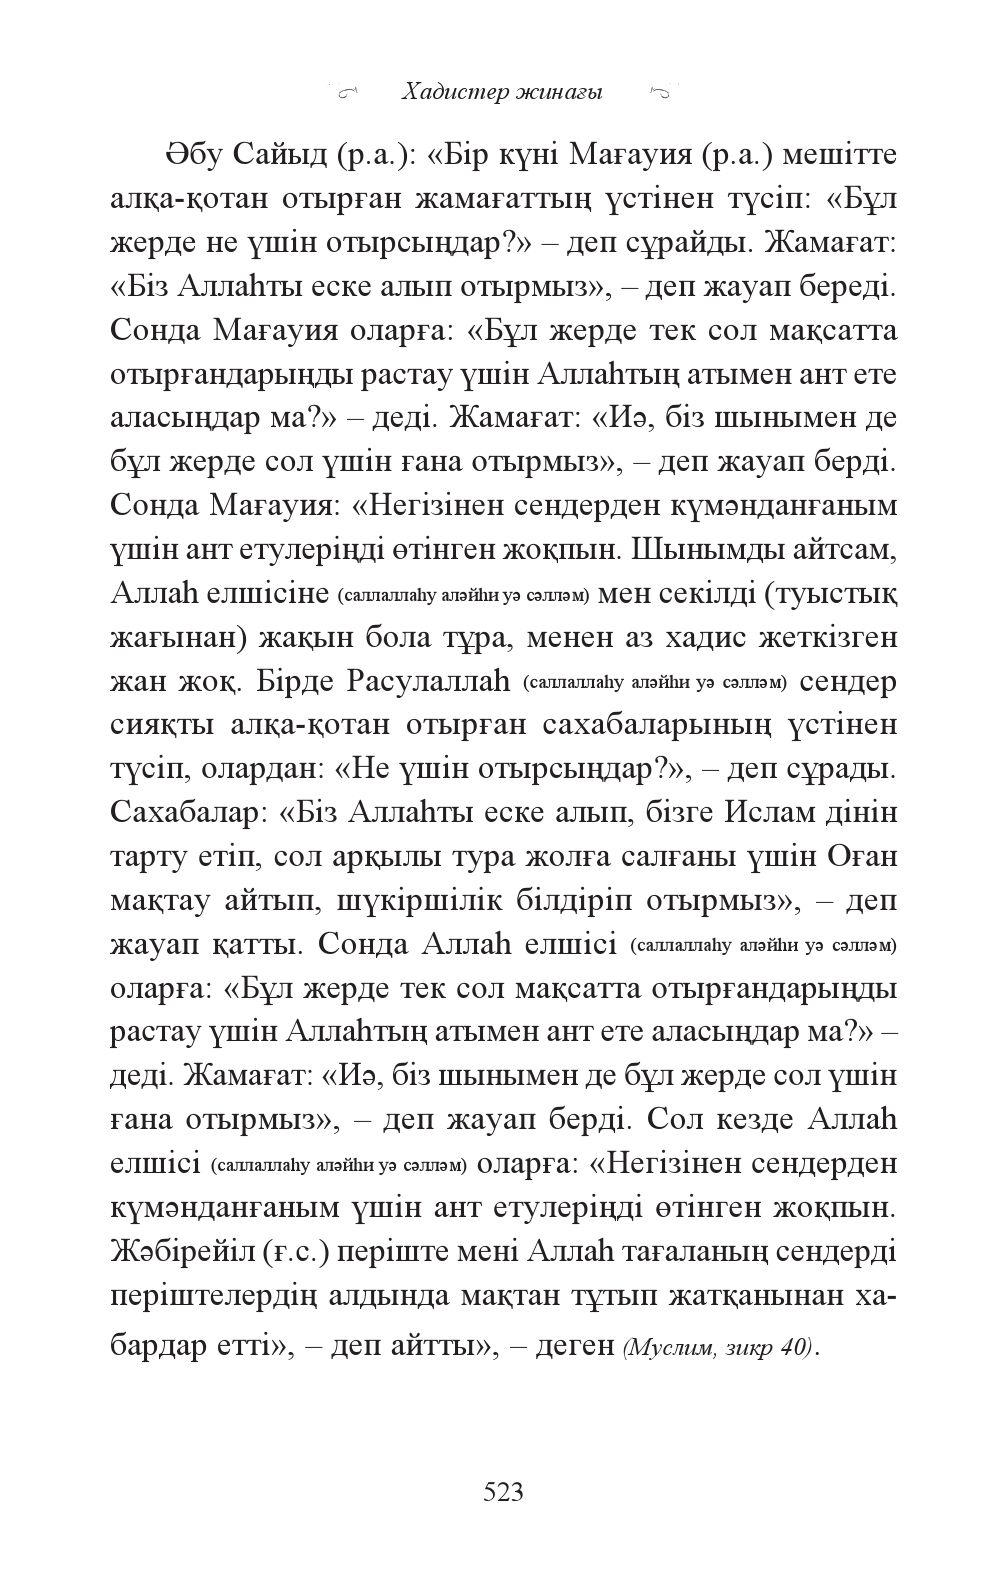 Хадистер жинағы
Әбу Сайыд (р.а.): «Бір күні Мағауия (р.а.) мешітте
алқа-қотан отырған жамағаттың үстінен түсіп: «Бұл
жерде не үшін отырсыңдар?» – деп сұрайды. Жамағат:
«Біз Аллаһты еске алып отырмыз», – деп жауап береді.
Сонда Мағауия оларға: «Бұл жерде тек сол мақсатта
отырғандарыңды растау үшін Аллаһтың атымен ант ете
аласыңдар ма?» – деді. Жамағат: «Иә, біз шынымен де
бұл жерде сол үшін ғана отырмыз», – деп жауап берді.
Сонда Мағауия: «Негізінен сендерден күмәнданғаным
үшін ант етулеріңді өтінген жоқпын. Шынымды айтсам,
Аллаһ елшісіне (саллаллаһу аләйһи уә сәлләм) мен секілді (туыстық
жағынан) жақын бола тұра, менен аз хадис жеткізген
жан жоқ. Бірде Расулаллаһ (саллаллаһу аләйһи уә сәлләм) сендер
сияқты алқа-қотан отырған сахабаларының үстінен
түсіп, олардан: «Не үшін отырсыңдар?», – деп сұрады.
Сахабалар: «Біз Аллаһты еске алып, бізге Ислам дінін
тарту етіп, сол арқылы тура жолға салғаны үшін Оған
мақтау айтып, шүкіршілік білдіріп отырмыз», – деп
жауап қатты. Сонда Аллаһ елшісі (саллаллаһу аләйһи уә сәлләм)
оларға: «Бұл жерде тек сол мақсатта отырғандарыңды
растау үшін Аллаһтың атымен ант ете аласыңдар ма?» –
деді. Жамағат: «Иә, біз шынымен де бұл жерде сол үшін
ғана отырмыз», – деп жауап берді. Сол кезде Аллаһ
елшісі (саллаллаһу аләйһи уә сәлләм) оларға: «Негізінен сендерден
күмәнданғаным үшін ант етулеріңді өтінген жоқпын.
Жәбірейіл (ғ.с.) періште мені Аллаһ тағаланың сендерді
періштелердің алдында мақтан тұтып жатқанынан ха-
бардар етті», – деп айтты», – деген (Муслим, зикр 40).
523